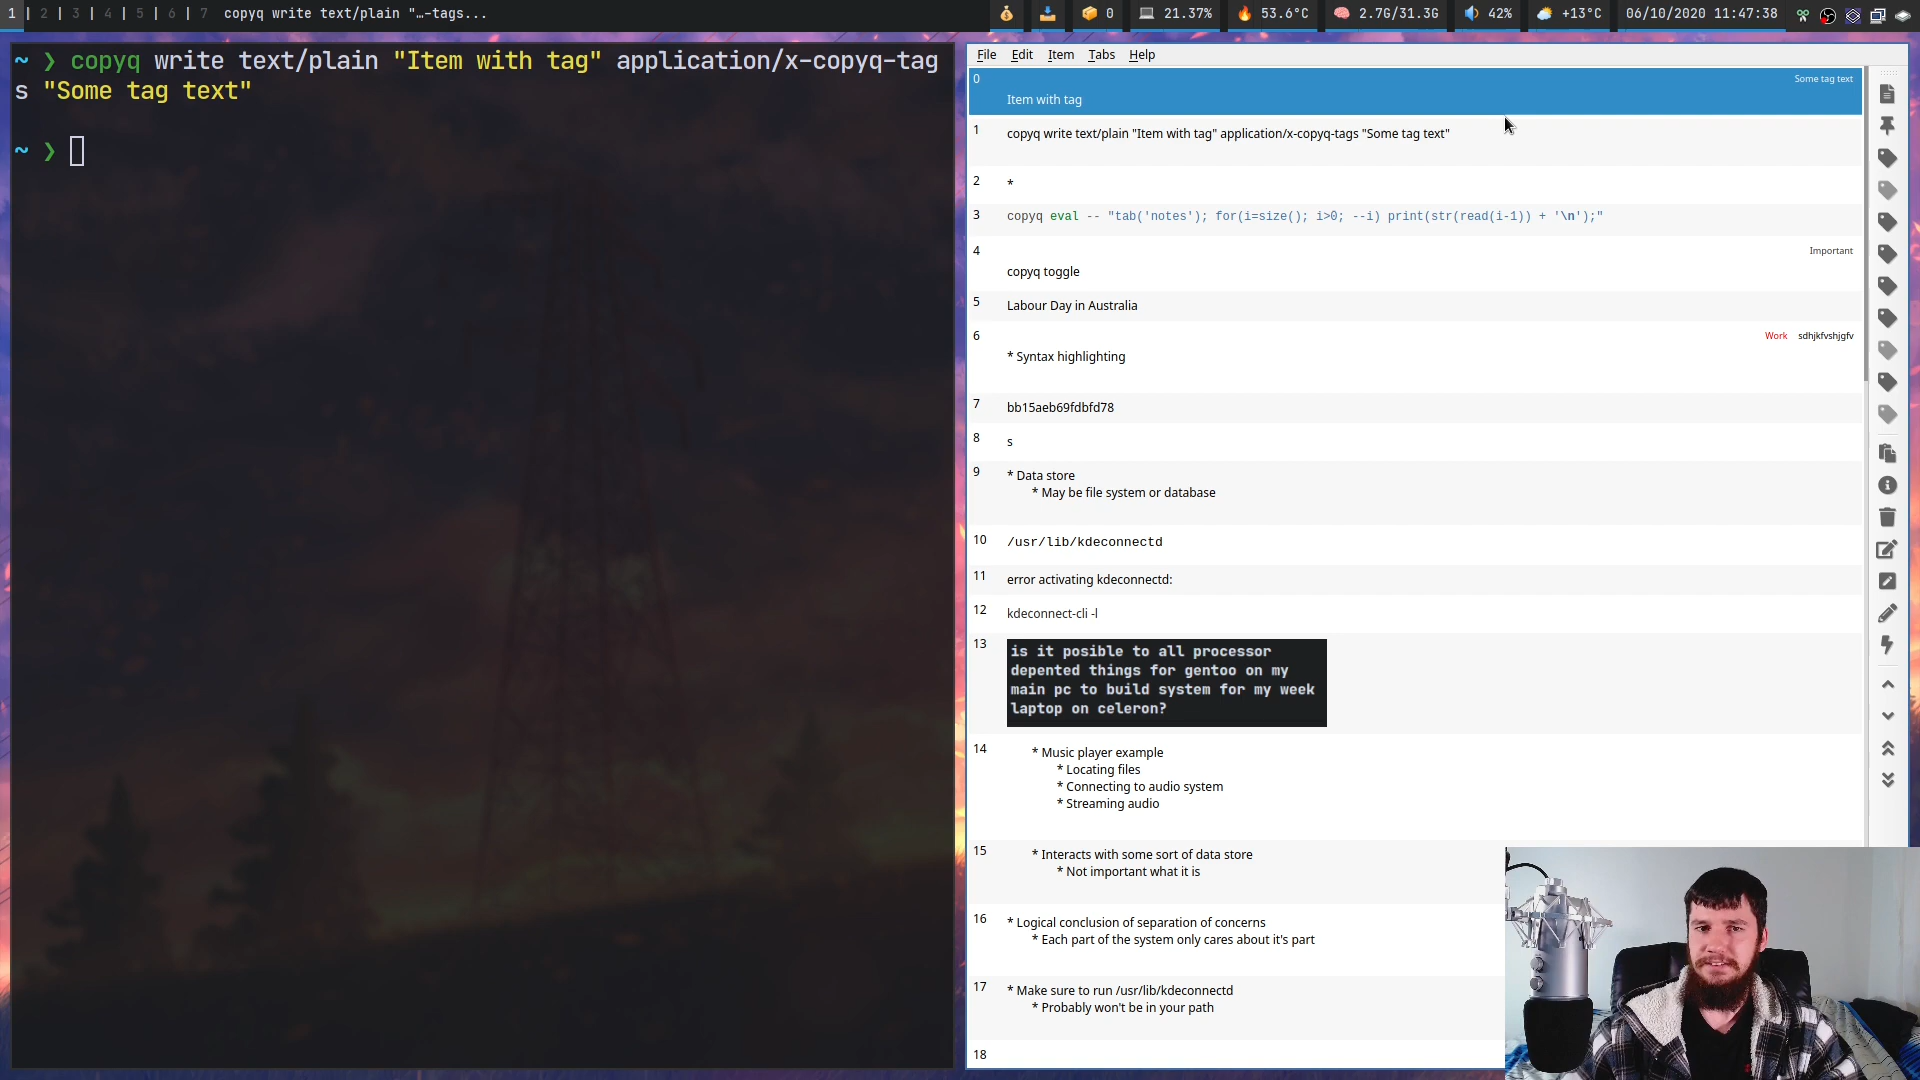 1 | 2 | 3 | 4 | 5 | 6 | 7 copyq write text/plain "…-tags...
0 21.37% 53.6°C 2.7G/31.3G 42% +13°C 06/10/2020 11:47:38
~ ❯ copyq write text/plain "Item with tag" application/x-copyq-tag
s "Some tag text"
~ ❯
File Edit Item Tabs Help
0 Some tag text
Item with tag
1 copyq write text/plain "Item with tag" application/x-copyq-tags "Some tag text"
2 *
3 copyq eval -- "tab('notes'); for(i=size(); i>0; --i) print(str(read(i-1)) + '\n');"
4 Important
copyq toggle
5 Labour Day in Australia
6 Work sdhjkfvshjgfv
* Syntax highlighting
7 bb15aeb69fdbfd78
8 s
9 * Data store
* May be file system or database
10 /usr/lib/kdeconnectd
11 error activating kdeconnectd:
12 kdeconnect-cli -l
13 is it posible to all processor
depented things for gentoo on my
main pc to build system for my week
laptop on celeron?
14 * Music player example
* Locating files
* Connecting to audio system
* Streaming audio
15 * Interacts with some sort of data store
* Not important what it is
16 * Logical conclusion of separation of concerns
* Each part of the system only cares about it's part
17 * Make sure to run /usr/lib/kdeconnectd
* Probably won't be in your path
18